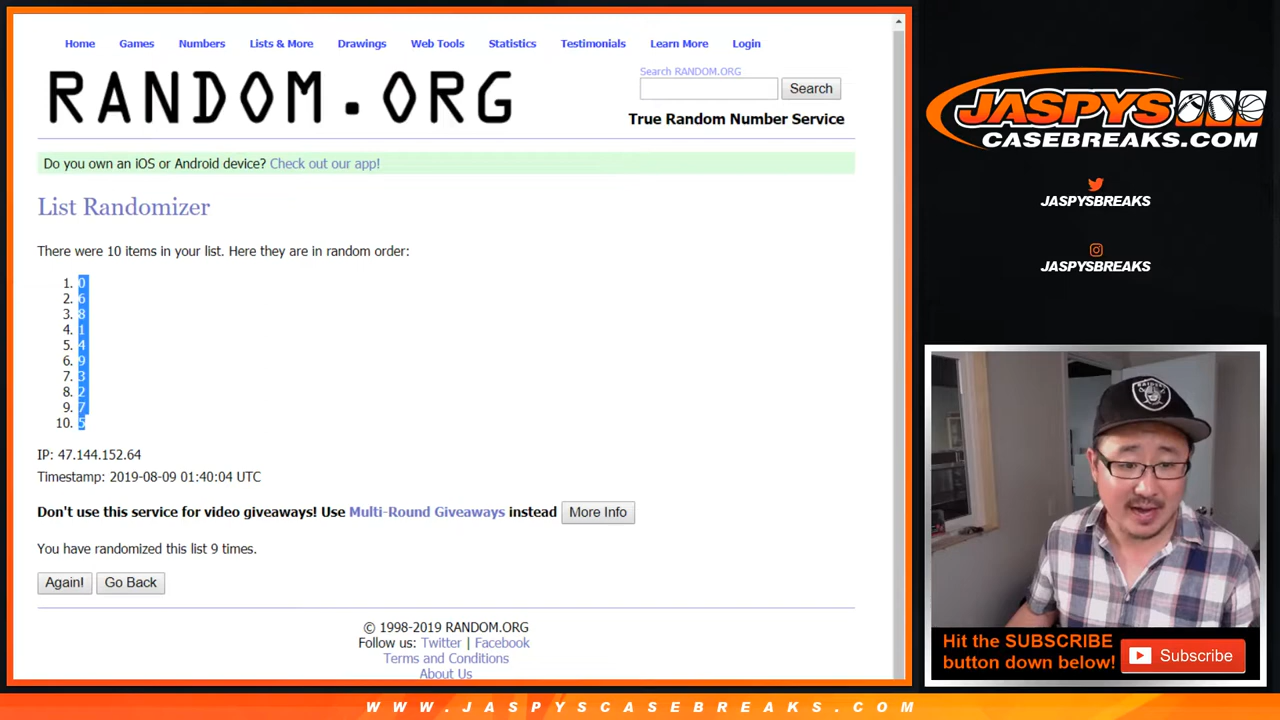 Home Games Numbers Lists & More Drawings Web Tools Statistics Testimonials Learn More Login
RANDOM.ORG
Search RANDOM.ORG
Search
True Random Number Service
Do you own an iOS or Android device? Check out our app!
List Randomizer
There were 10 items in your list. Here they are in random order:
1. 0
2. 6
3. 8
4. 1
5. 4
6. 9
7. 3
8. 2
9. 7
10. 5
IP: 47.144.152.64
Timestamp: 2019-08-09 01:40:04 UTC
Don't use this service for video giveaways! Use Multi-Round Giveaways instead More Info
You have randomized this list 9 times.
Again! Go Back
© 1998-2019 RANDOM.ORG
Follow us: Twitter | Facebook
Terms and Conditions
About Us
JASPYS
CASEBREAKS.COM
JASPYSBREAKS
JASPYSBREAKS
RAIDERS
Hit the SUBSCRIBE
button down below!
Subscribe
WWW.JASPYSCASEBREAKS.COM